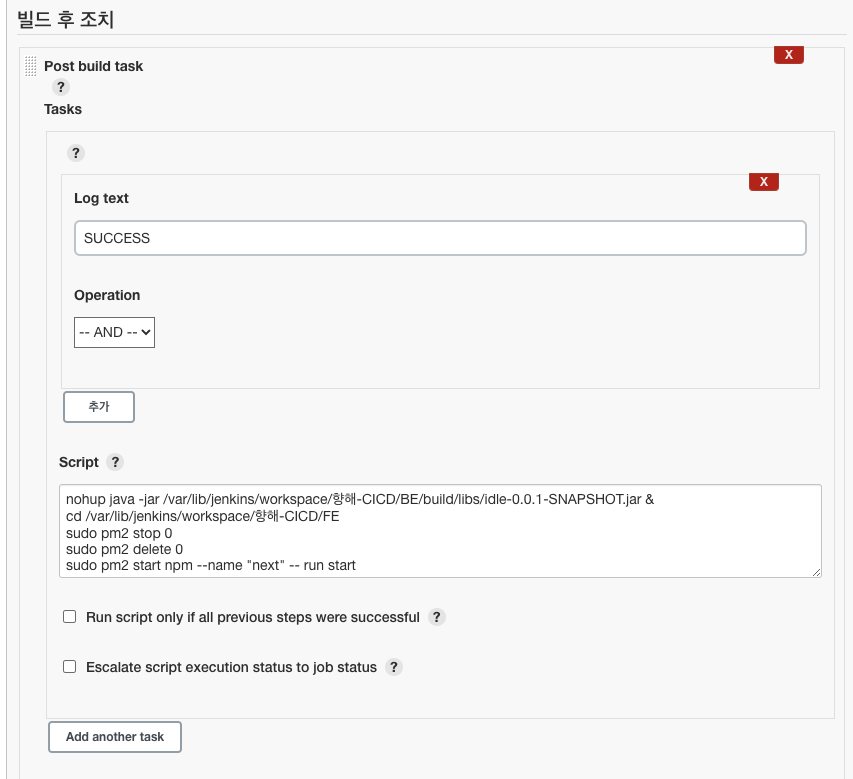 빌드 후 조치
X
Post build task
?
Tasks
?
X
Log text
SUCCESS
Operation
-- AND --
추가
Script ?
nohup java -jar /var/lib/jenkins/workspace/향해-CICD/BE/build/libs/idle-0.0.1-SNAPSHOT.jar &
cd /var/lib/jenkins/workspace/향해-CICD/FE
sudo pm2 stop 0
sudo pm2 delete 0
sudo pm2 start npm --name "next" -- run start
Run script only if all previous steps were successful ?
Escalate script execution status to job status ?
Add another task